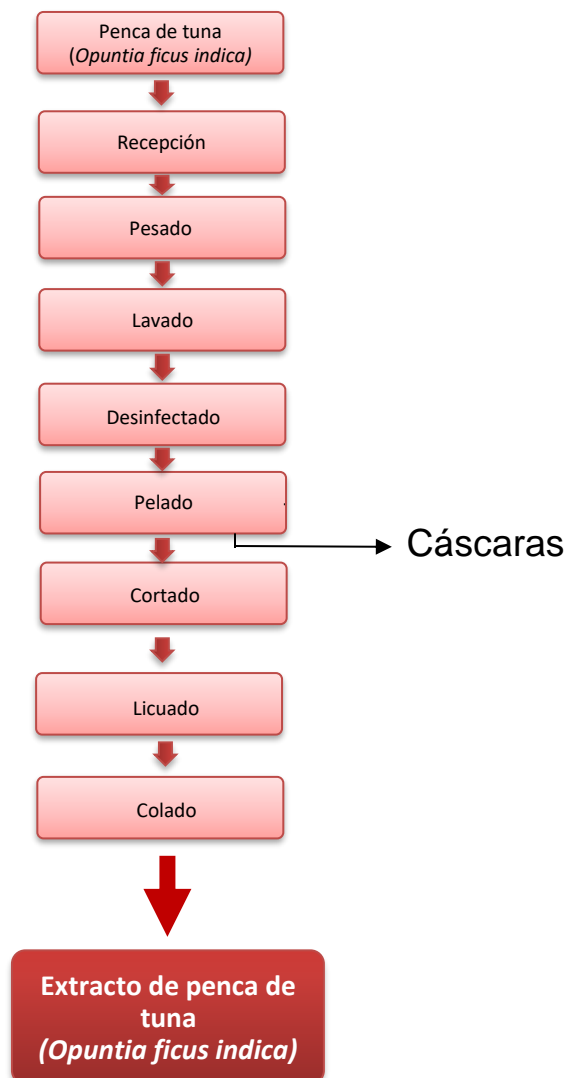 Penca de tuna
(Opuntia ficus indica)
Recepción
Pesado
Lavado
Desinfectado
Pelado
Cáscaras
Cortado
Licuado
Colado
Extracto de penca de
tuna
(Opuntia ficus indica)